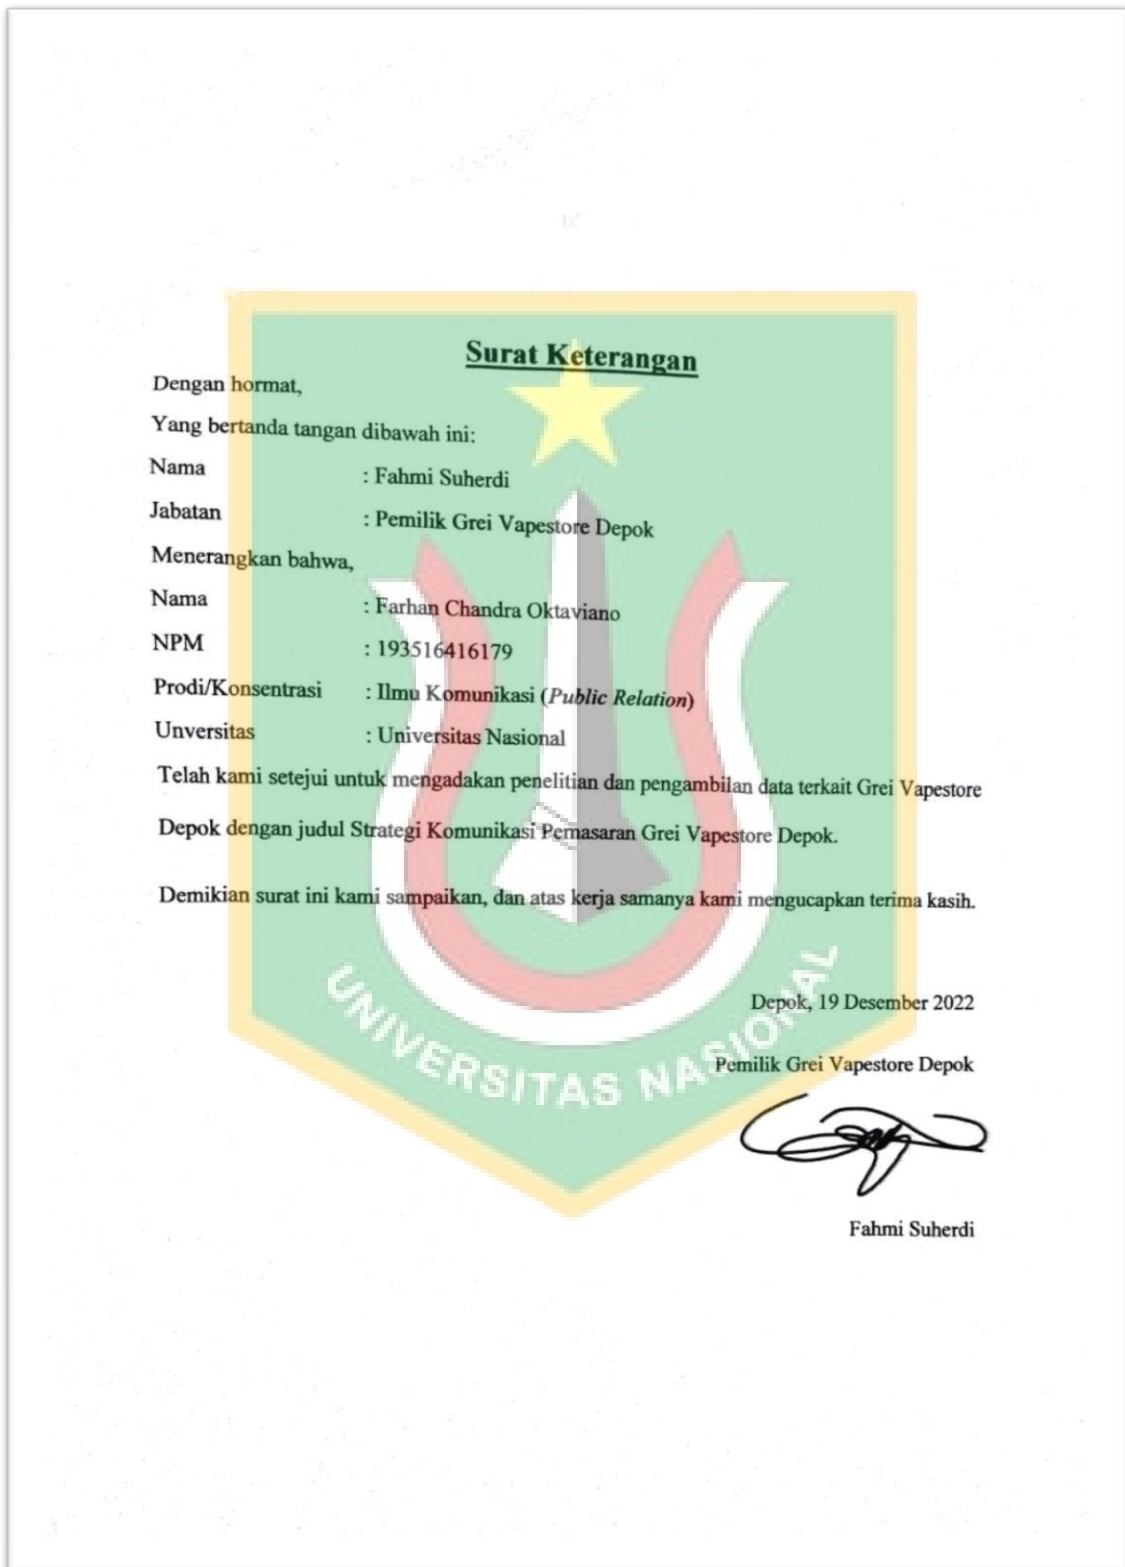 Surat Keterangan
Dengan hormat,
Yang bertanda tangan dibawah ini:
Nama : Fahmi Suherdi
Jabatan : Pemilik Grei Vapestore Depok
Menerangkan bahwa,
Nama : Farhan Chandra Oktaviano
NPM : 193516416179
Prodi/Konsentrasi : Ilmu Komunikasi (Public Relation)
Unversitas : Universitas Nasional
Telah kami setejui untuk mengadakan penelitian dan pengambilan data terkait Grei Vapestore
Depok dengan judul Strategi Komunikasi Pemasaran Grei Vapestore Depok.
Demikian surat ini kami sampaikan, dan atas kerja samanya kami mengucapkan terima kasih.
Depok, 19 Desember 2022
Pemilik Grei Vapestore Depok
Fahmi Suherdi
UNIVERSITAS NASIONAL